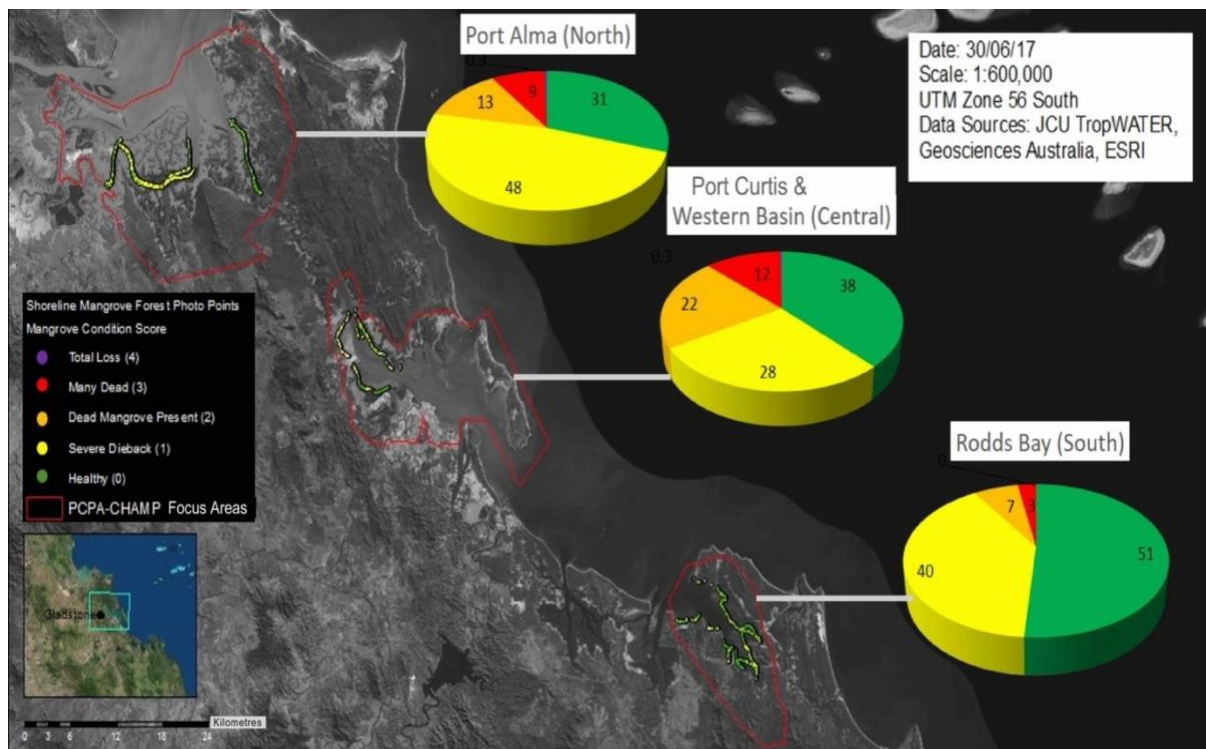 Port Alma (North)
0.3
9
31
13
48
Date: 30/06/17
Scale: 1:600,000
UTM Zone 56 South
Data Sources: JCU TropWATER,
Geosciences Australia, ESRI
Port Curtis &
Western Basin (Central)
0.3
12
38
22
28
Shoreline Mangrove Forest Photo Points
Mangrove Condition Score
Total Loss (4)
Many Dead (3)
Dead Mangrove Present (2)
Severe Dieback (1)
Healthy (0)
PCPA-CHAMP Focus Areas
Rodds Bay (South)
0
7
3
51
40
Gladstone
Kilometres
0 3 6 12 18 24